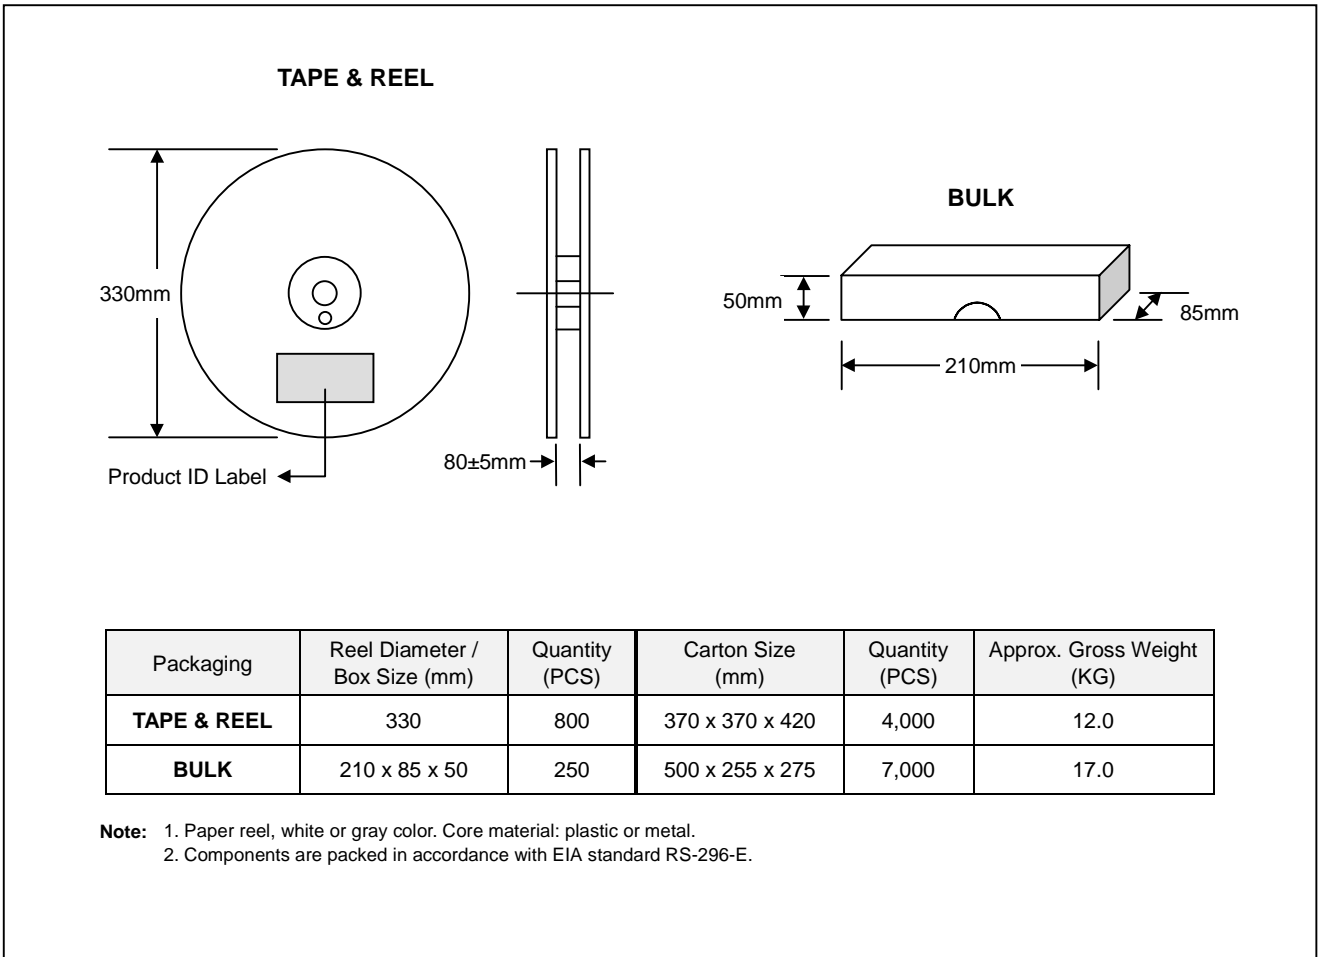 TAPE & REEL
330mm
Product ID Label
80±5mm
BULK
50mm
85mm
210mm
Packaging
Reel Diameter /
Box Size (mm)
Quantity
(PCS)
Carton Size
(mm)
Quantity
(PCS)
Approx. Gross Weight
(KG)
TAPE & REEL 330 800 370 x 370 x 420 4,000 12.0
BULK 210 x 85 x 50 250 500 x 255 x 275 7,000 17.0
Note: 1. Paper reel, white or gray color. Core material: plastic or metal.
2. Components are packed in accordance with EIA standard RS-296-E.